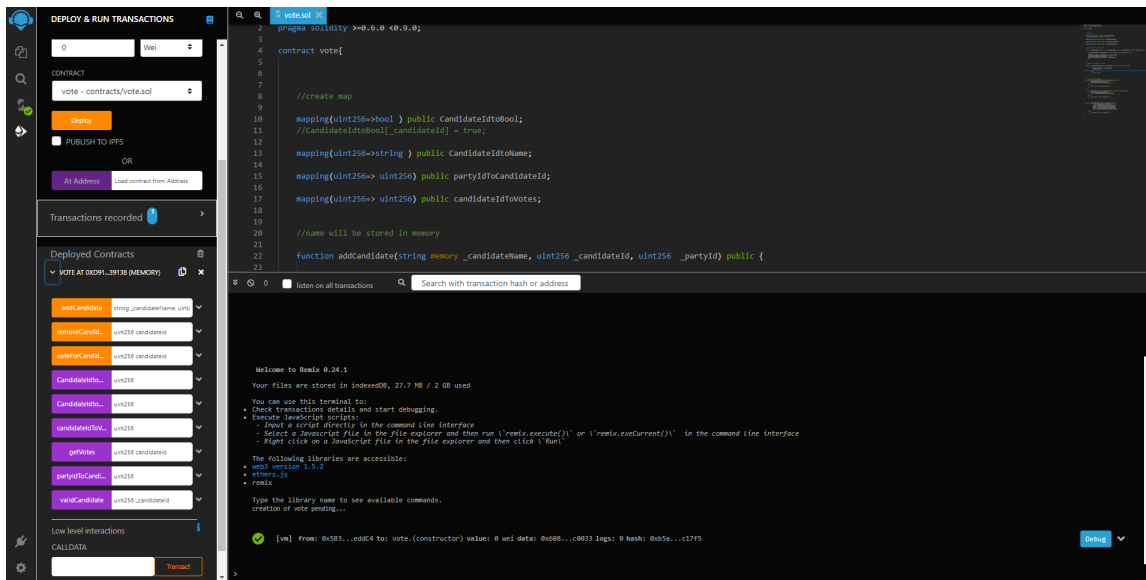 DEPLOY & RUN TRANSACTIONS
0
Wei
CONTRACT
vote - contracts/vote.sol
Deploy
PUBLISH TO IPFS
OR
At Address
Load contract from Address
Transactions recorded
1
Deployed Contracts
VOTE AT 0XD91...39138 (MEMORY)
addCandidate
string _candidateName, uint2
removeCandid...
uint256 candidateId
voteForCandid...
uint256 candidateId
CandidateIdto...
uint256
CandidateIdto...
uint256
candidateIdToV...
uint256
getVotes
uint256 candidateId
partyIdToCandi...
uint256
validCandidate
uint256 _candidateId
Low level interactions
i
CALLDATA
Transact
vote.sol
2 pragma solidity >=0.6.0 <0.9.0;
3
4 contract vote{
5
6
7
8 //create map
9
10 mapping(uint256=>bool ) public CandidateIdtoBool;
11 //CandidateIdtoBool[_candidateId] = true;
12
13 mapping(uint256=>string ) public CandidateIdtoName;
14
15 mapping(uint256=> uint256) public partyIdToCandidateId;
16
17 mapping(uint256=> uint256) public candidateIdToVotes;
18
19
20 //name will be stored in memory
21
22 function addCandidate(string memory _candidateName, uint256 _candidateId, uint256 _partyId) public {
23
0
listen on all transactions
Search with transaction hash or address
Welcome to Remix 0.24.1
Your files are stored in indexedDB, 27.7 MB / 2 GB used
You can use this terminal to:
• Check transactions details and start debugging.
• Execute JavaScript scripts:
- Input a script directly in the command line interface
- Select a Javascript file in the file explorer and then run \`remix.execute()\` or \`remix.exeCurrent()\` in the command line interface
- Right click on a JavaScript file in the file explorer and then click \`Run\`
The following libraries are accessible:
• web3 version 1.5.2
• ethers.js
• remix
Type the library name to see available commands.
creation of vote pending...
[vm] from: 0x5B3...eddC4 to: vote.(constructor) value: 0 wei data: 0x608...c0033 logs: 0 hash: 0xb5a...c17f5
Debug
>